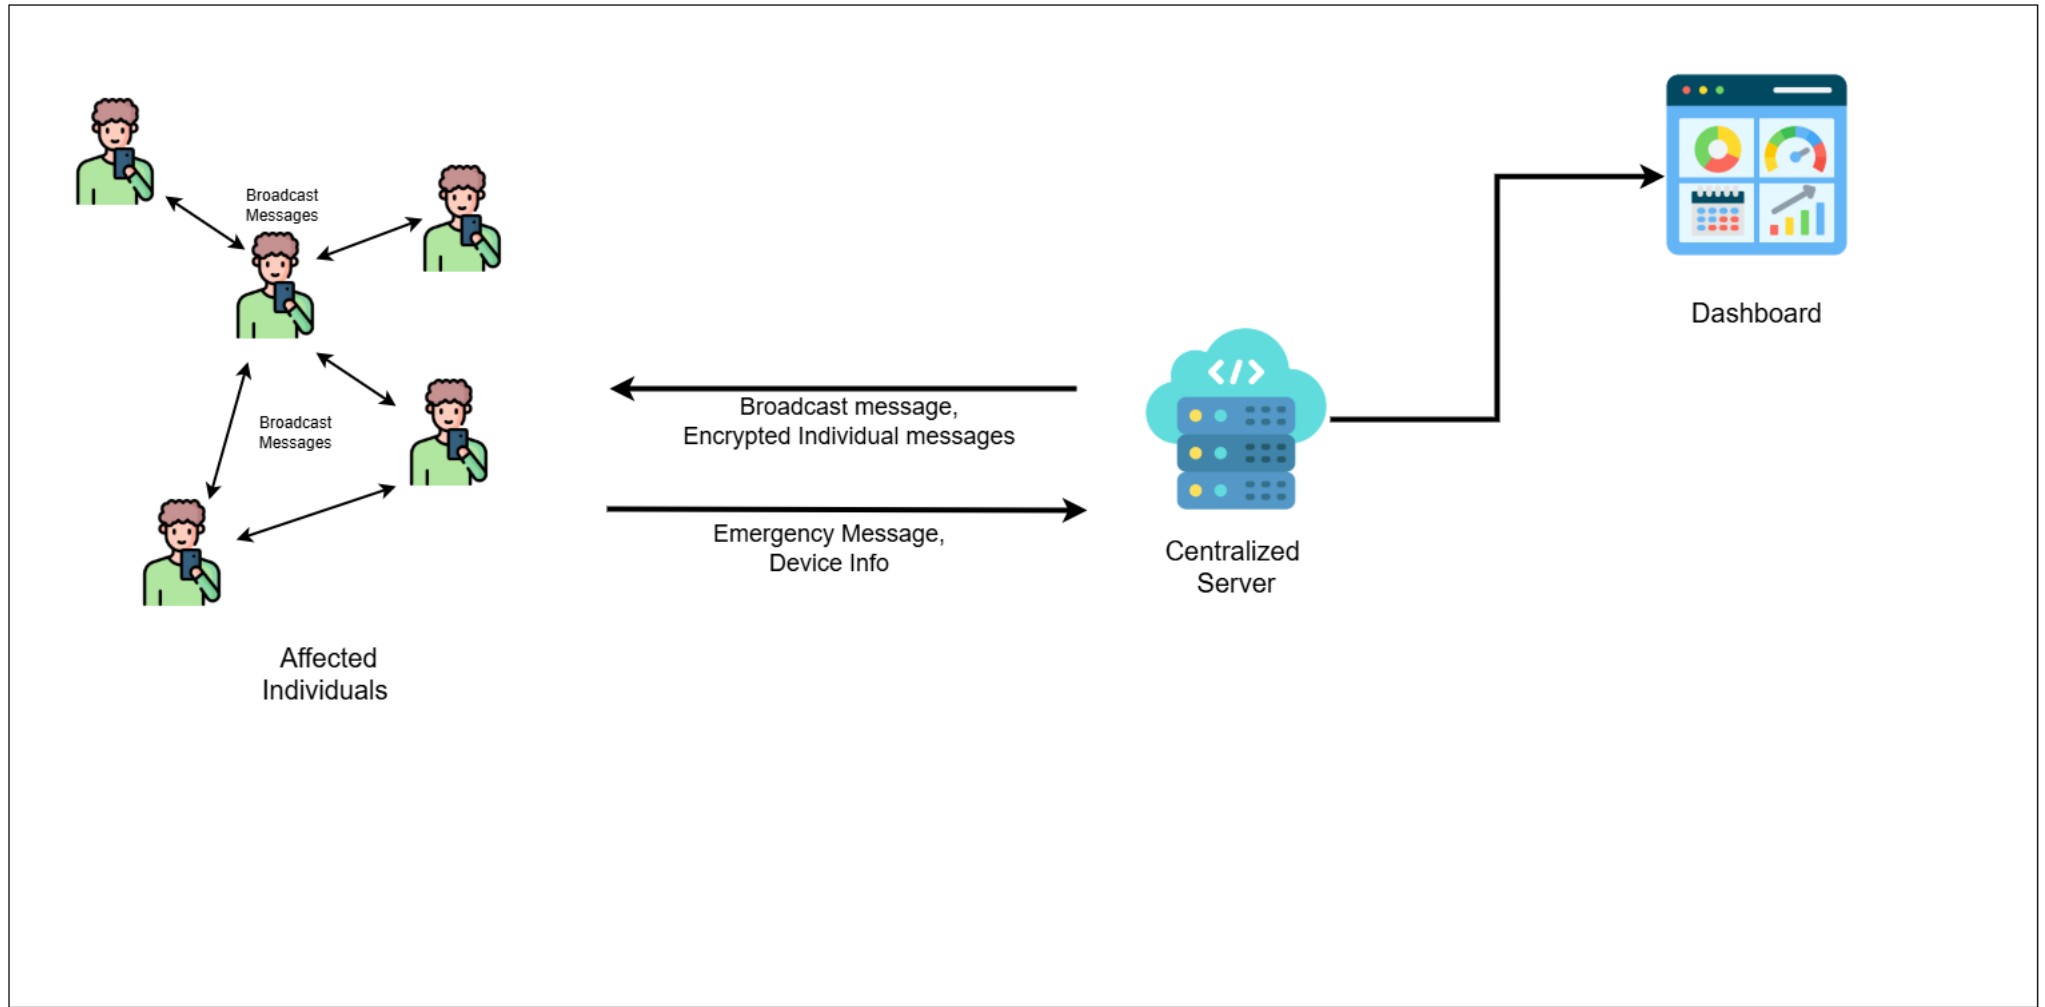 Broadcast
Messages
Broadcast
Messages
Affected
Individuals
Broadcast message,
Encrypted Individual messages
Emergency Message,
Device Info
</>
Centralized
Server
Dashboard